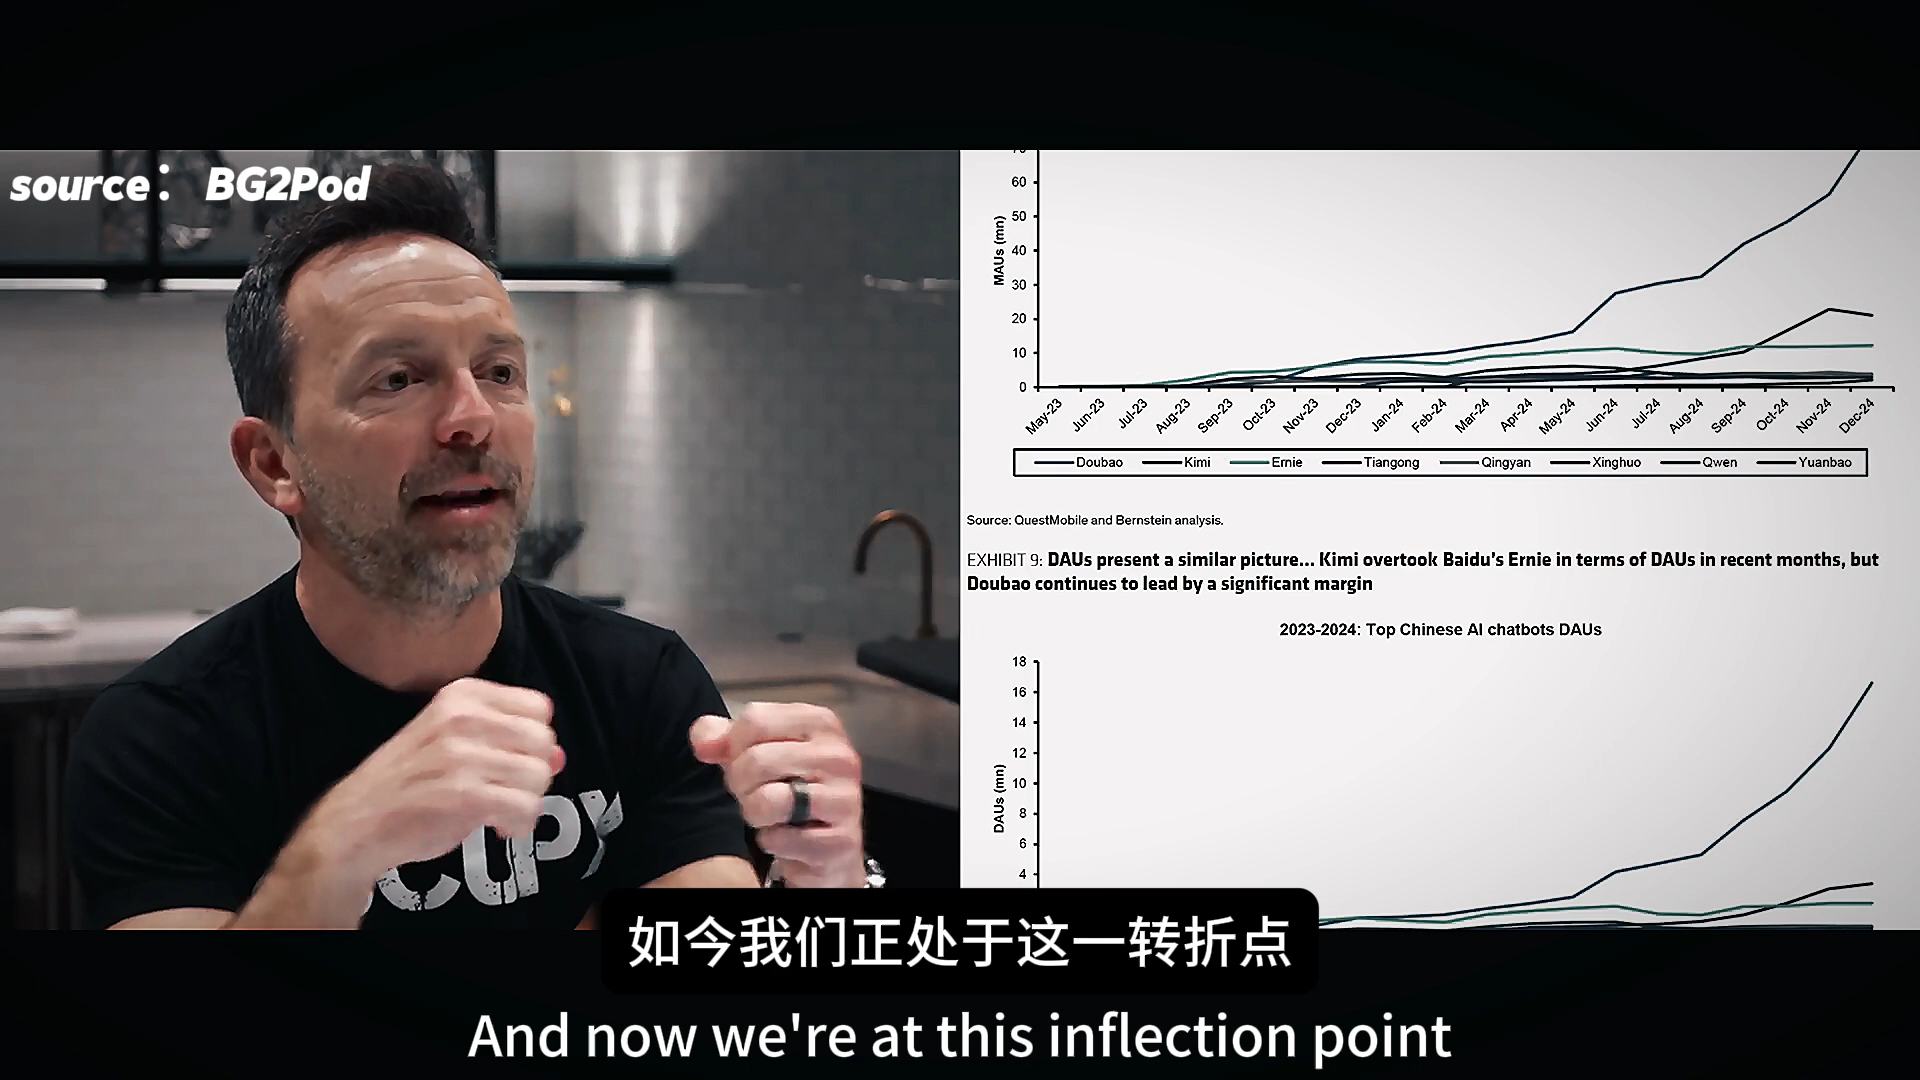 source： BG2Pod
MAUs (mn)
60
50
40
30
20
10
0
May-23 Jun-23 Jul-23 Aug-23 Sep-23 Oct-23 Nov-23 Dec-23 Jan-24 Feb-24 Mar-24 Apr-24 May-24 Jun-24 Jul-24 Aug-24 Sep-24 Oct-24 Nov-24 Dec-24
Doubao Kimi Ernie Tiangong Qingyan Xinghuo Qwen Yuanbao
Source: QuestMobile and Bernstein analysis.
EXHIBIT 9: DAUs present a similar picture... Kimi overtook Baidu's Ernie in terms of DAUs in recent months, but
Doubao continues to lead by a significant margin
2023-2024: Top Chinese AI chatbots DAUs
DAUs (mn)
18
16
14
12
10
8
6
4
如今我们正处于这一转折点
And now we're at this inflection point